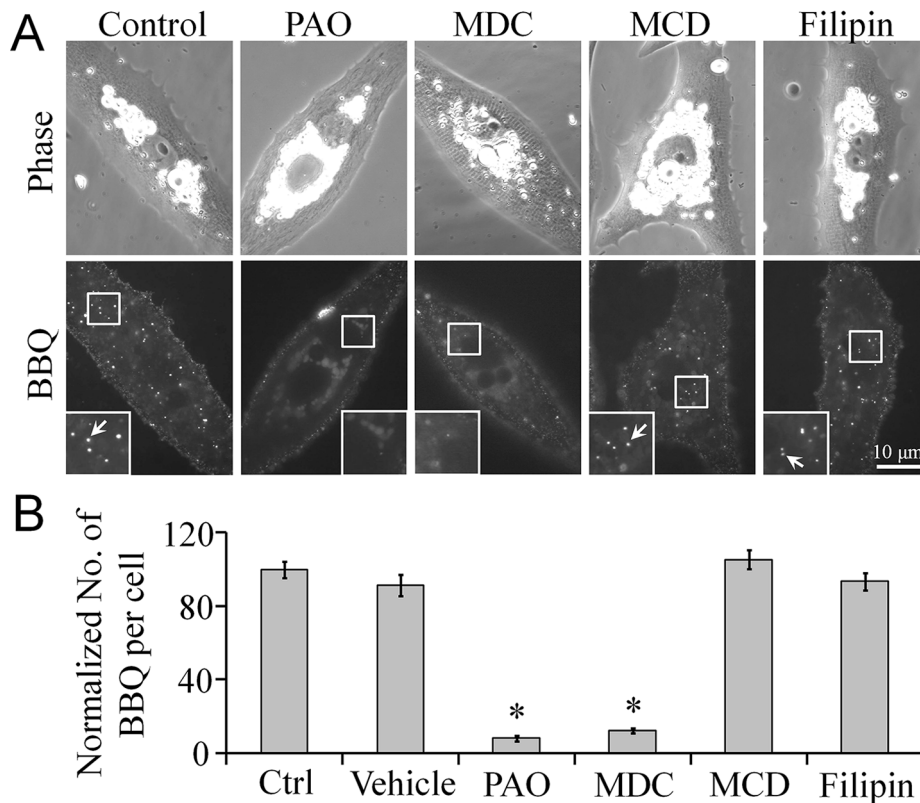 A
Control PAO MDC MCD Filipin
Phase
BBQ
10 μm
B
Normalized No. of
BBQ per cell
120
80
40
0
* *
Ctrl Vehicle PAO MDC MCD Filipin